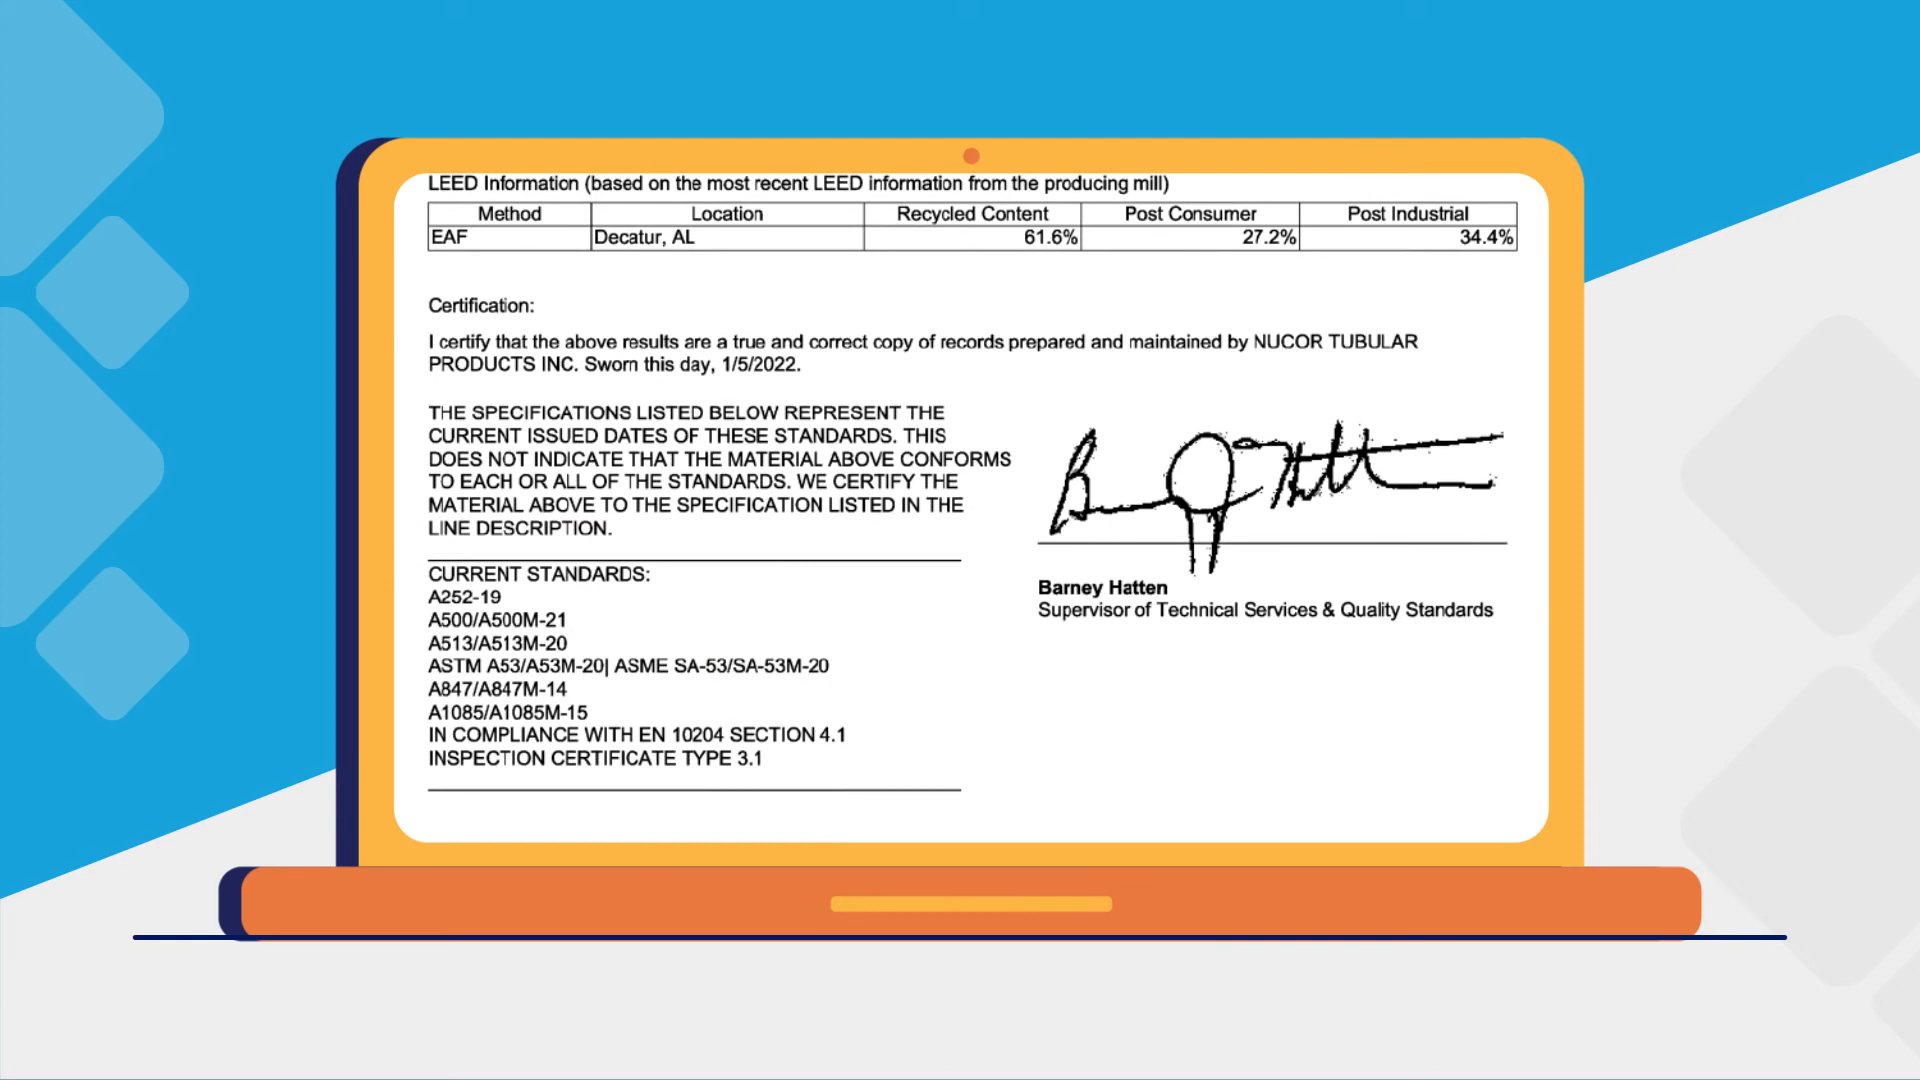 LEED Information (based on the most recent LEED information from the producing mill)
Method Location Recycled Content Post Consumer Post Industrial
EAF Decatur, AL 61.6% 27.2% 34.4%
Certification:
I certify that the above results are a true and correct copy of records prepared and maintained by NUCOR TUBULAR
PRODUCTS INC. Sworn this day, 1/5/2022.
THE SPECIFICATIONS LISTED BELOW REPRESENT THE
CURRENT ISSUED DATES OF THESE STANDARDS. THIS
DOES NOT INDICATE THAT THE MATERIAL ABOVE CONFORMS
TO EACH OR ALL OF THE STANDARDS. WE CERTIFY THE
MATERIAL ABOVE TO THE SPECIFICATION LISTED IN THE
LINE DESCRIPTION.
CURRENT STANDARDS:
A252-19
A500/A500M-21
A513/A513M-20
ASTM A53/A53M-20| ASME SA-53/SA-53M-20
A847/A847M-14
A1085/A1085M-15
IN COMPLIANCE WITH EN 10204 SECTION 4.1
INSPECTION CERTIFICATE TYPE 3.1
Barney Hatten
Supervisor of Technical Services & Quality Standards